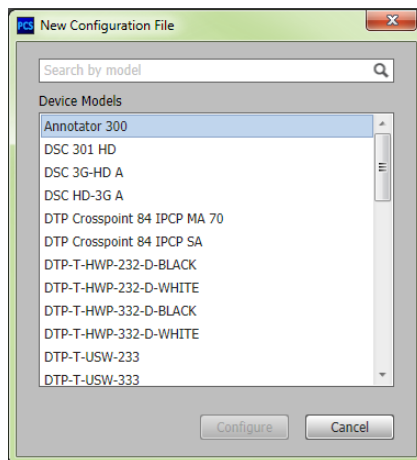 PCS New Configuration File
Search by model
Device Models
Annotator 300
DSC 301 HD
DSC 3G-HD A
DSC HD-3G A
DTP Crosspoint 84 IPCP MA 70
DTP Crosspoint 84 IPCP SA
DTP-T-HWP-232-D-BLACK
DTP-T-HWP-232-D-WHITE
DTP-T-HWP-332-D-BLACK
DTP-T-HWP-332-D-WHITE
DTP-T-USW-233
DTP-T-USW-333
Configure Cancel